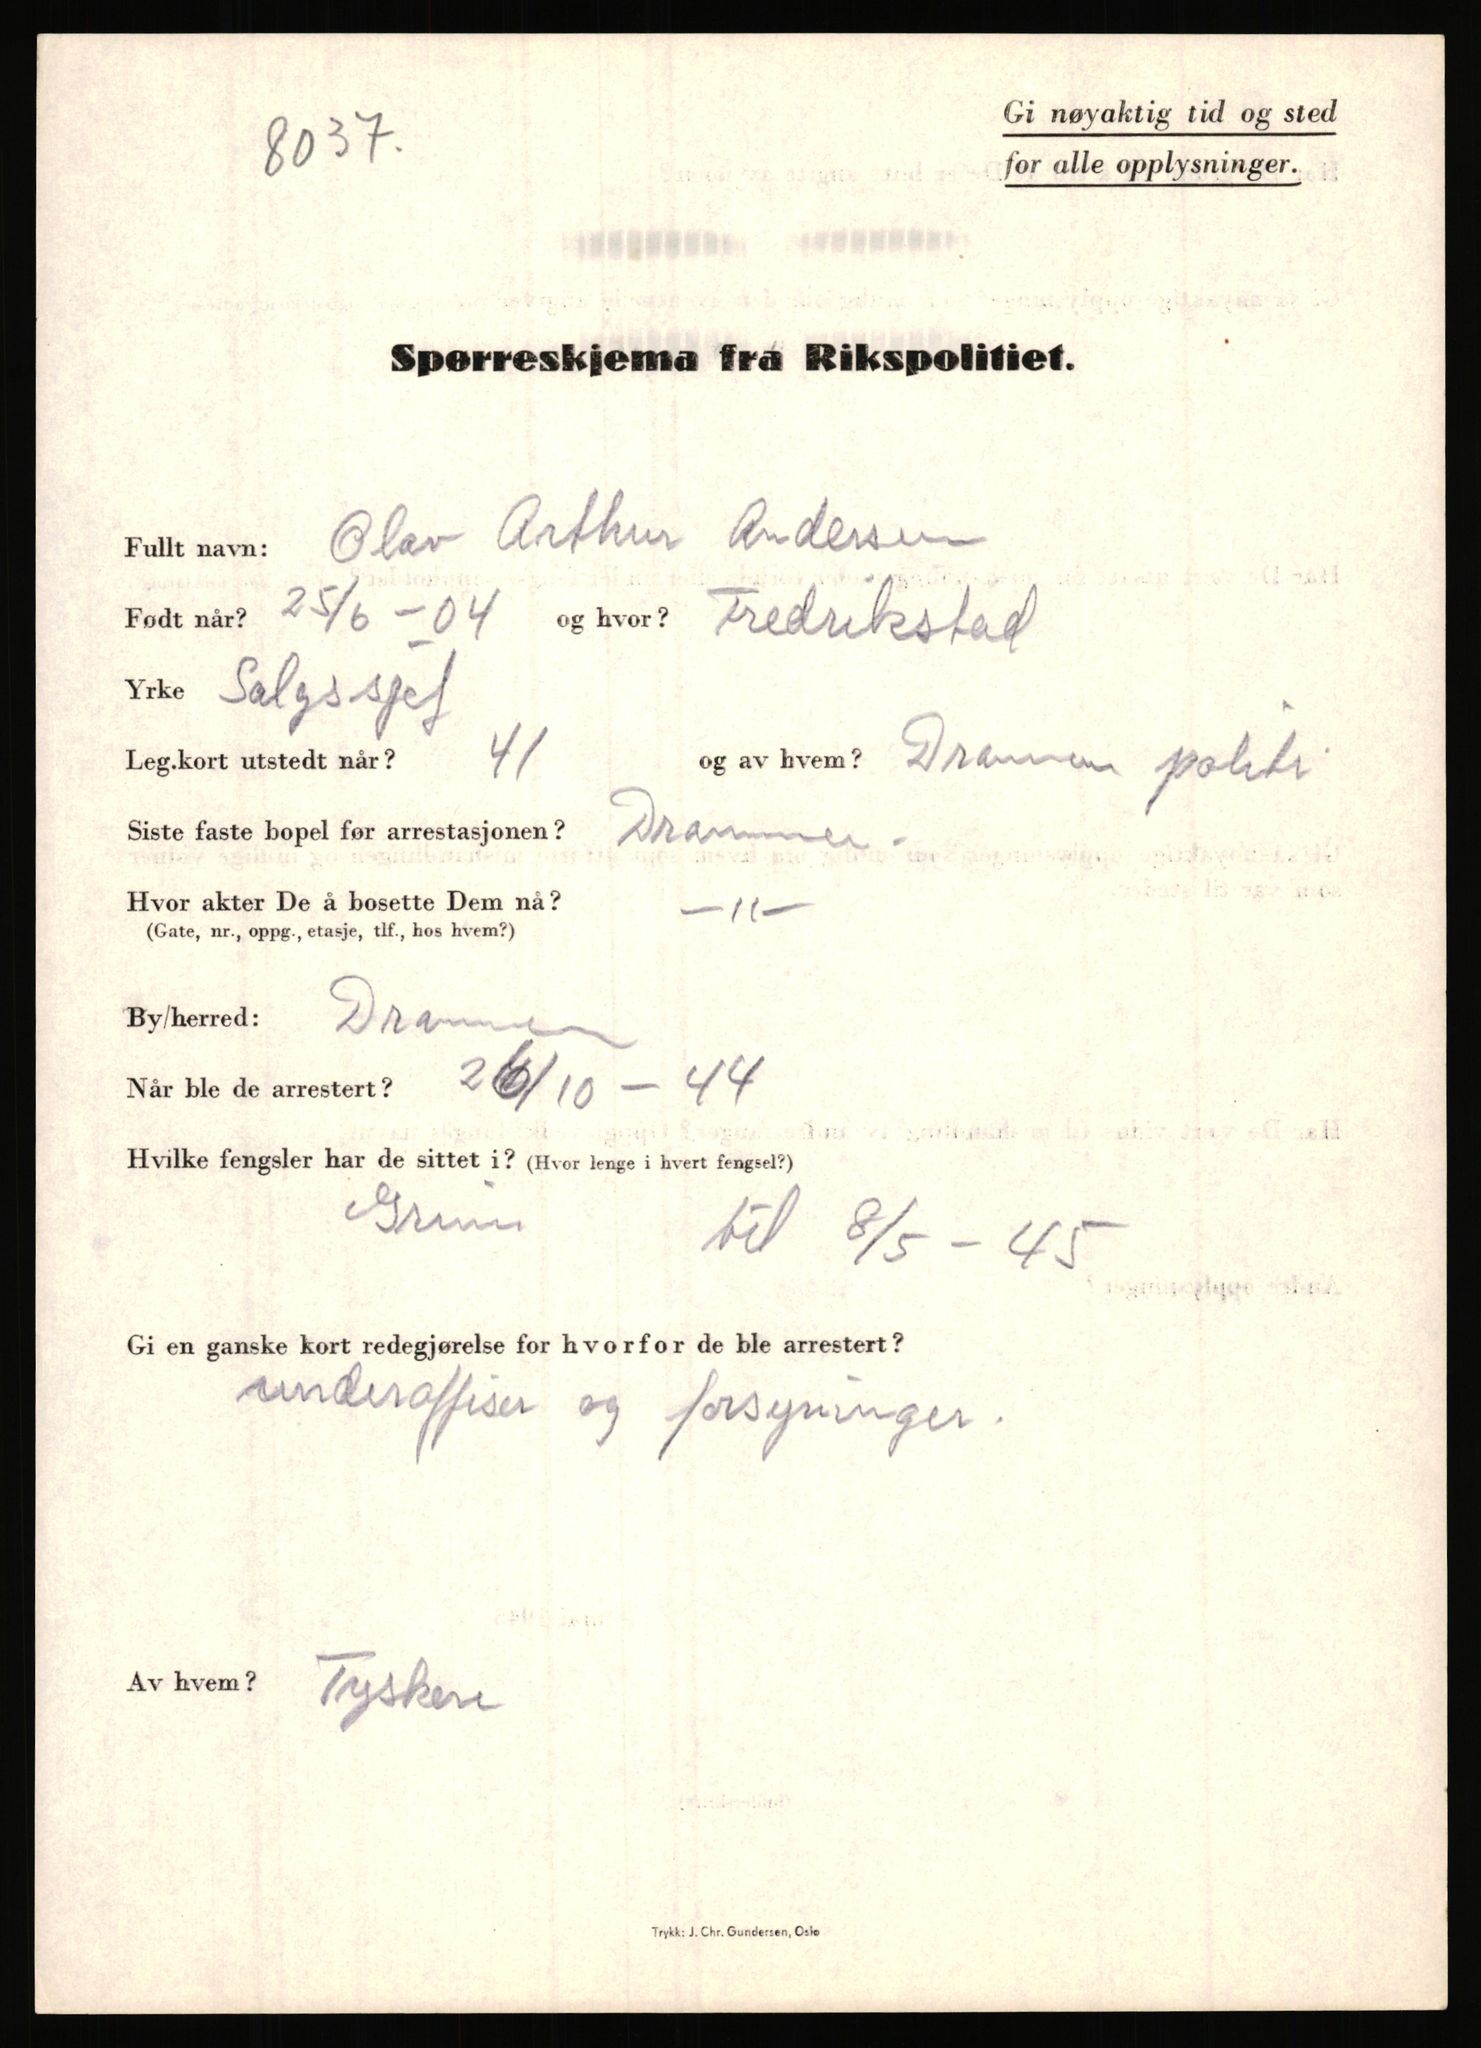 8037.
Gi nøyaktig tid og sted
for alle opplysninger.
Spørreskjema fra Rikspolitiet.
Fullt navn: Olav Arthur Andersen
Født når? 25/6-04 og hvor? Fredrikstad
Yrke Salgssjef
Leg.kort utstedt når? 41 og av hvem? Drammen politi
Siste faste bopel før arrestasjonen? Drammen.
Hvor akter De å bosette Dem nå? -"-
(Gate, nr., oppg., etasje, tlf., hos hvem?)
By/herred: Drammen
Når ble de arrestert? 26/10-44
Hvilke fengsler har de sittet i? (Hvor lenge i hvert fengsel?)
Grini til 8/5-45
Gi en ganske kort redegjørelse for hvorfor de ble arrestert?
underoffiser og forsyninger.
Av hvem? Tyskere
Trykk: J. Chr. Gundersen, Oslo